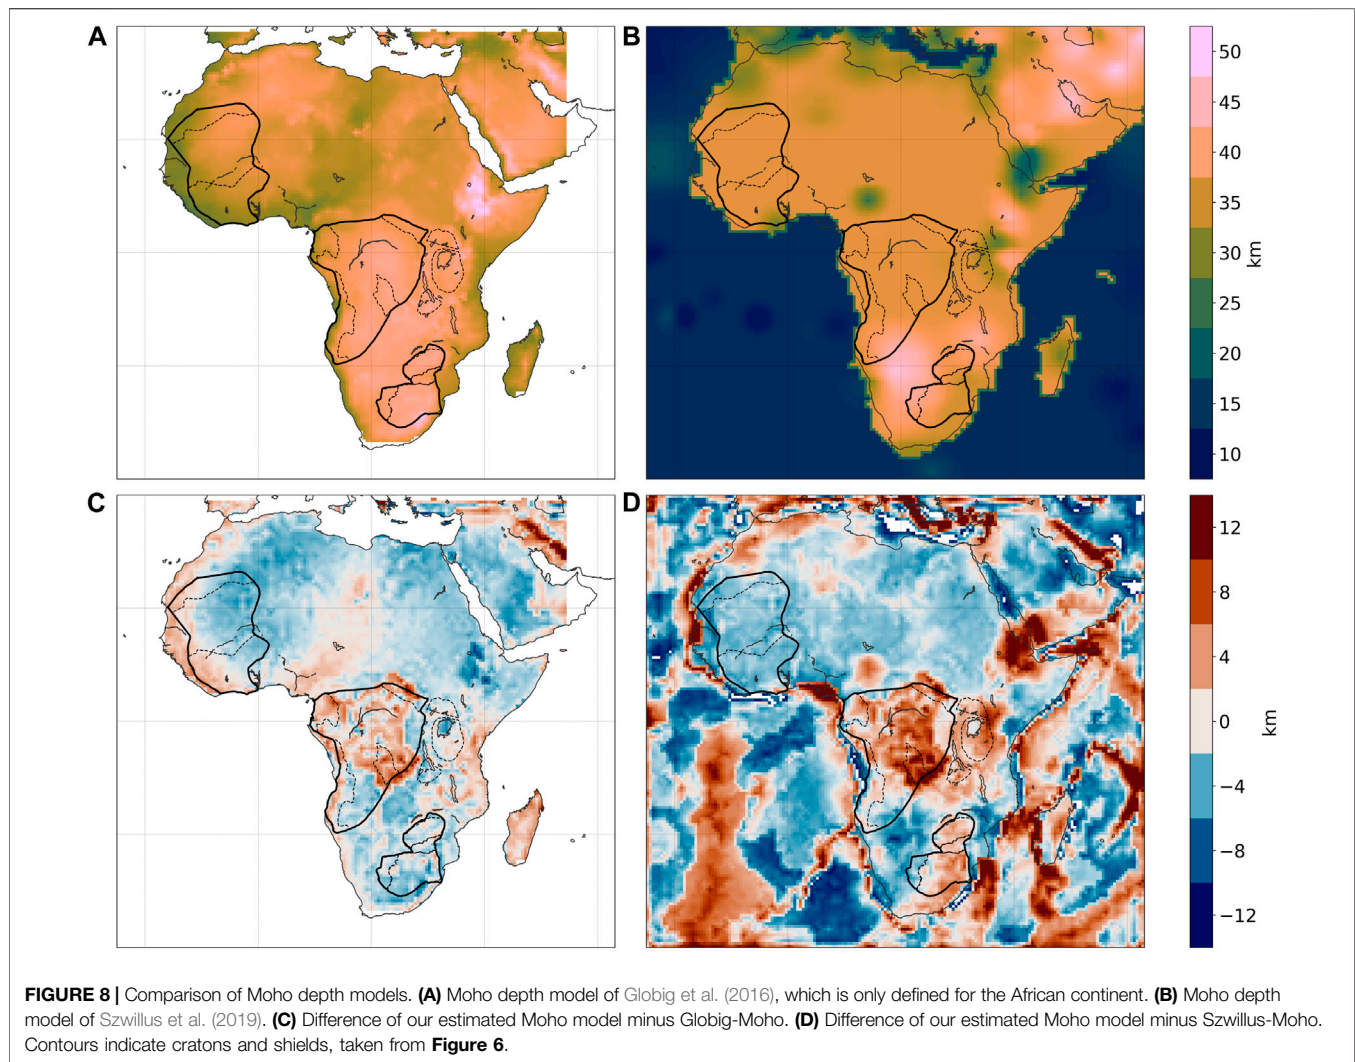 A
B
50
45
40
35
30
25
20
15
10
km
C
D
12
8
4
0
−4
−8
−12
km
FIGURE 8 | Comparison of Moho depth models. (A) Moho depth model of Globig et al. (2016), which is only defined for the African continent. (B) Moho depth
model of Szwillus et al. (2019). (C) Difference of our estimated Moho model minus Globig-Moho. (D) Difference of our estimated Moho model minus Szwillus-Moho.
Contours indicate cratons and shields, taken from Figure 6.